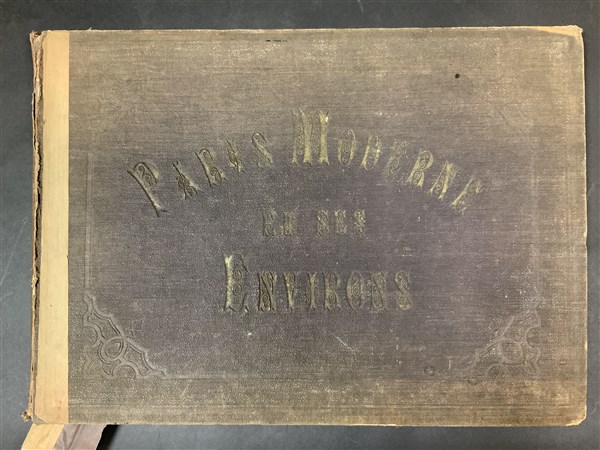 PARIS MODERNE
ET SES
ENVIRONS